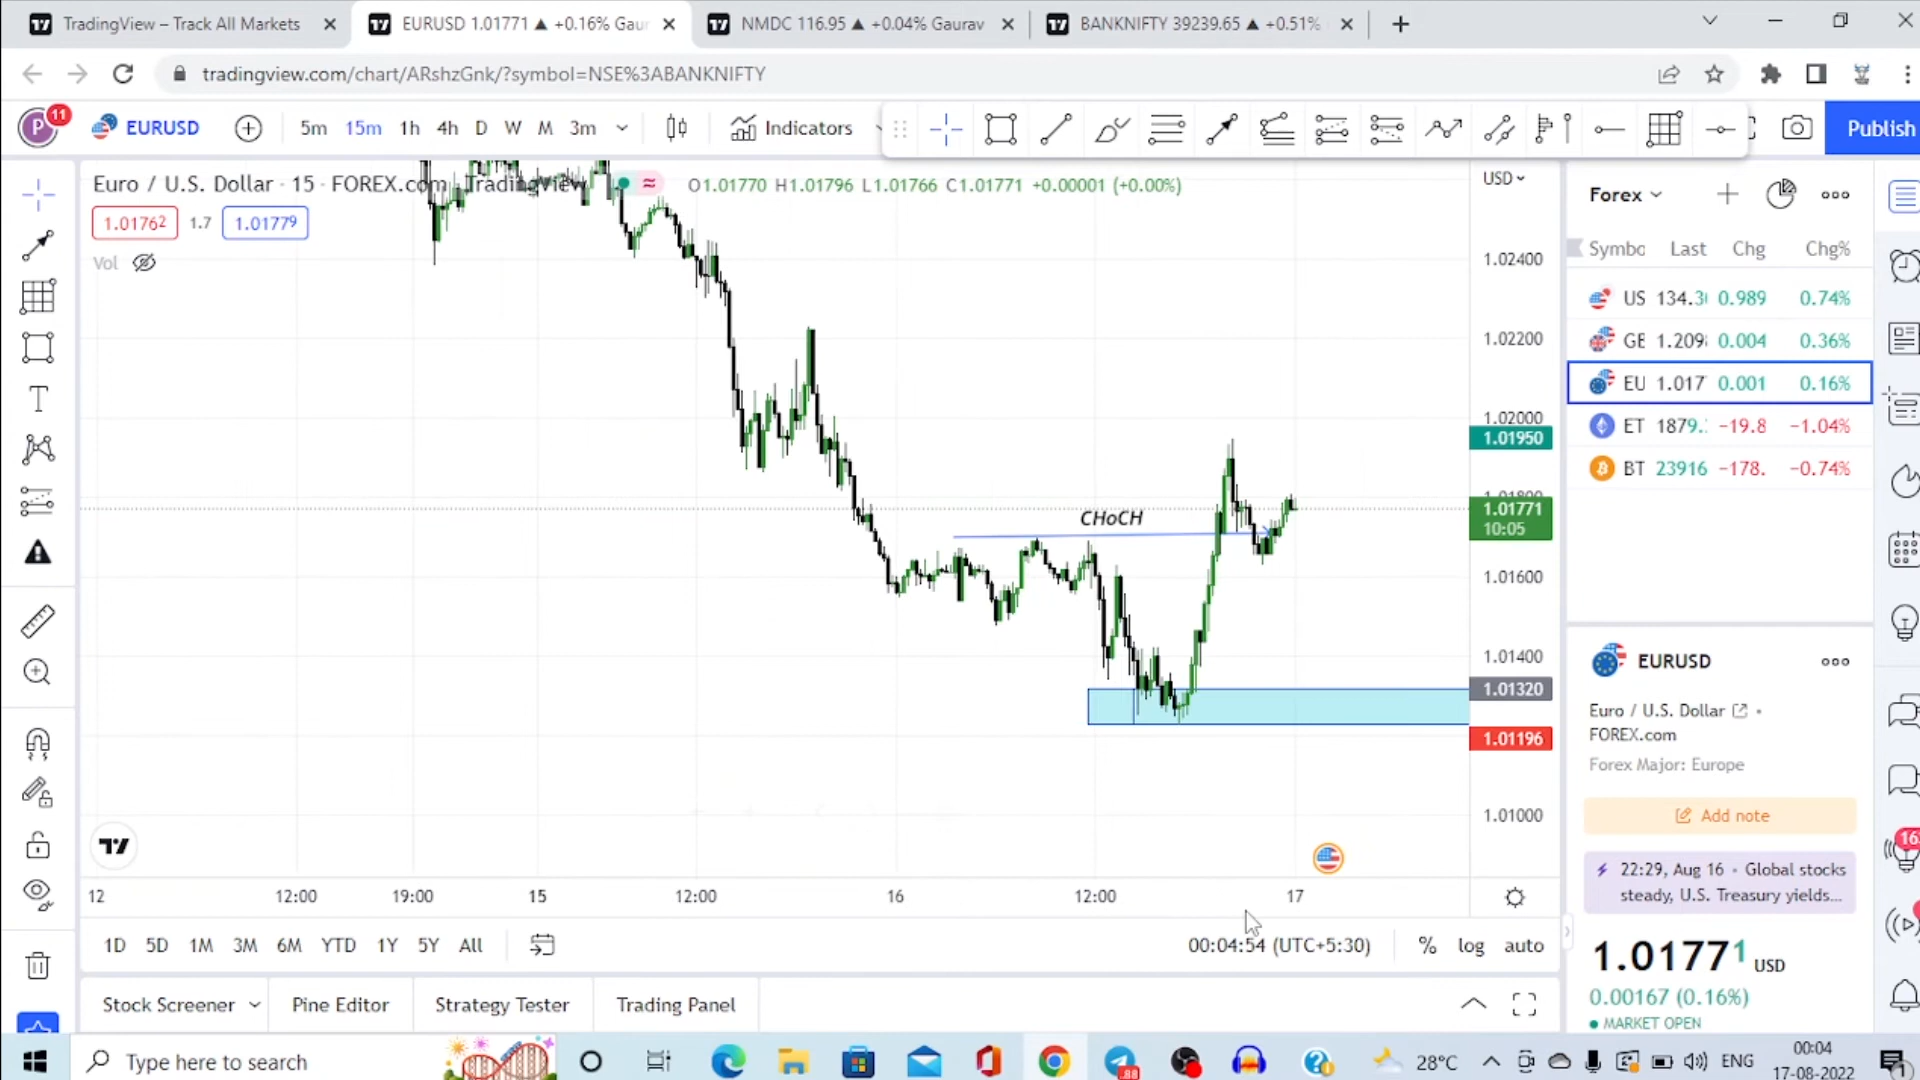 TradingView – Track All Markets
EURUSD 1.01771 ▲ +0.16% Gaur
NMDC 116.95 ▲ +0.04% Gaurav
BANKNIFTY 39239.65 ▲ +0.51%
tradingview.com/chart/ARshzGnk/?symbol=NSE%3ABANKNIFTY
P 11 EURUSD 5m 15m 1h 4h D W M 3m Indicators Publish
Euro / U.S. Dollar · 15 · FOREX.com TradingView O1.01770 H1.01796 L1.01766 C1.01771 +0.00001 (+0.00%)
1.01762 1.7 1.01779
Vol
USD
1.02400
1.02200
1.02000
1.01950
1.01800
1.01771
10:05
1.01600
1.01400
1.01320
1.01196
1.01000
CHoCH
12 12:00 19:00 15 12:00 16 12:00 17
1D 5D 1M 3M 6M YTD 1Y 5Y All
00:04:54 (UTC+5:30) % log auto
Stock Screener Pine Editor Strategy Tester Trading Panel
Forex
Symbo Last Chg Chg%
US 134.3 0.989 0.74%
GE 1.209 0.004 0.36%
EU 1.017 0.001 0.16%
ET 1879. −19.8 −1.04%
BT 23916 −178. −0.74%
EURUSD
Euro / U.S. Dollar •
FOREX.com
Forex Major: Europe
Add note
22:29, Aug 16 • Global stocks
steady, U.S. Treasury yields...
1.01771 USD
0.00167 (0.16%)
MARKET OPEN
16
Type here to search
88
28°C
ENG
00:04
17-08-2022
1